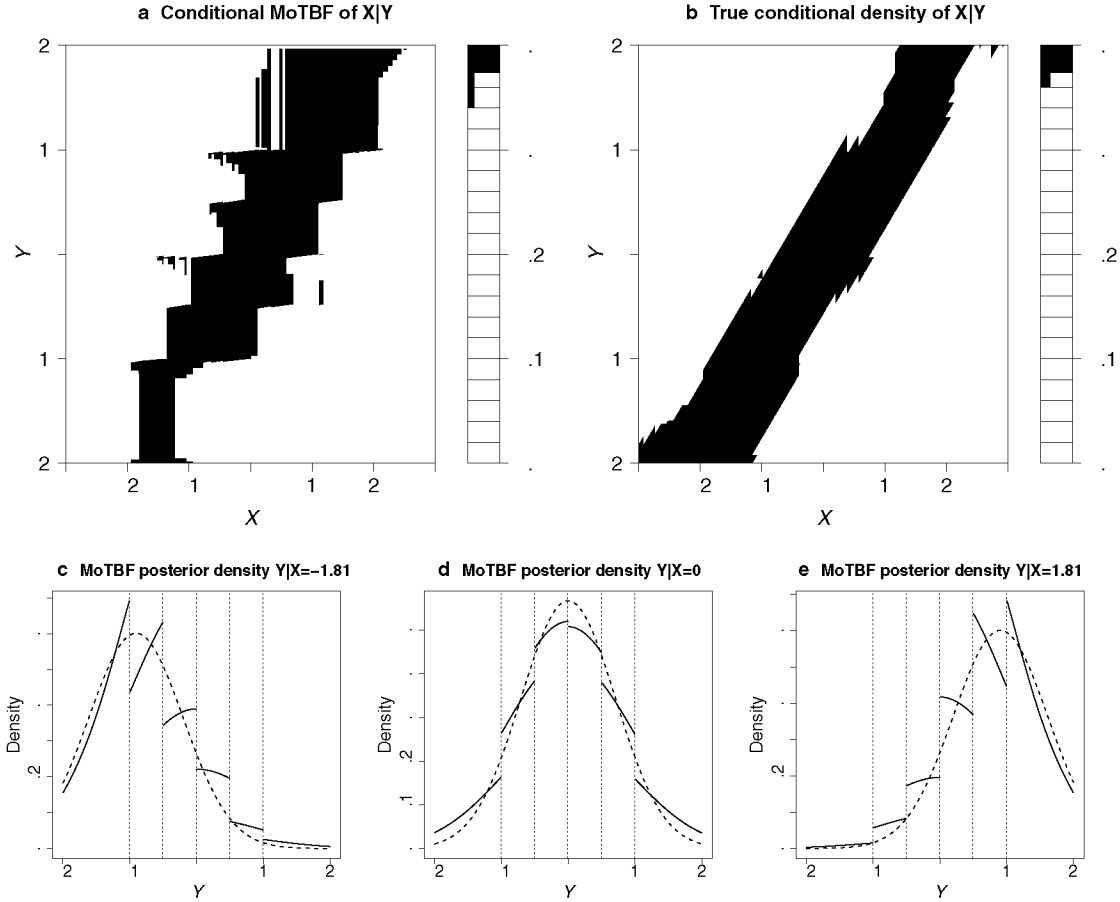 a Conditional MoTBF of X|Y
b True conditional density of X|Y
2
1
1
2
Y
2 1 1 2
X
.
.
.2
.1
.
2
1
1
2
Y
2 1 1 2
X
.
.
.2
.1
.
c MoTBF posterior density Y|X=−1.81
d MoTBF posterior density Y|X=0
e MoTBF posterior density Y|X=1.81
Density
.
.
.2
.
2 1 1 2
Y
Density
.
.
.
.2
.1
.
2 1 1 2
Y
Density
.
.
.2
.
2 1 1 2
Y